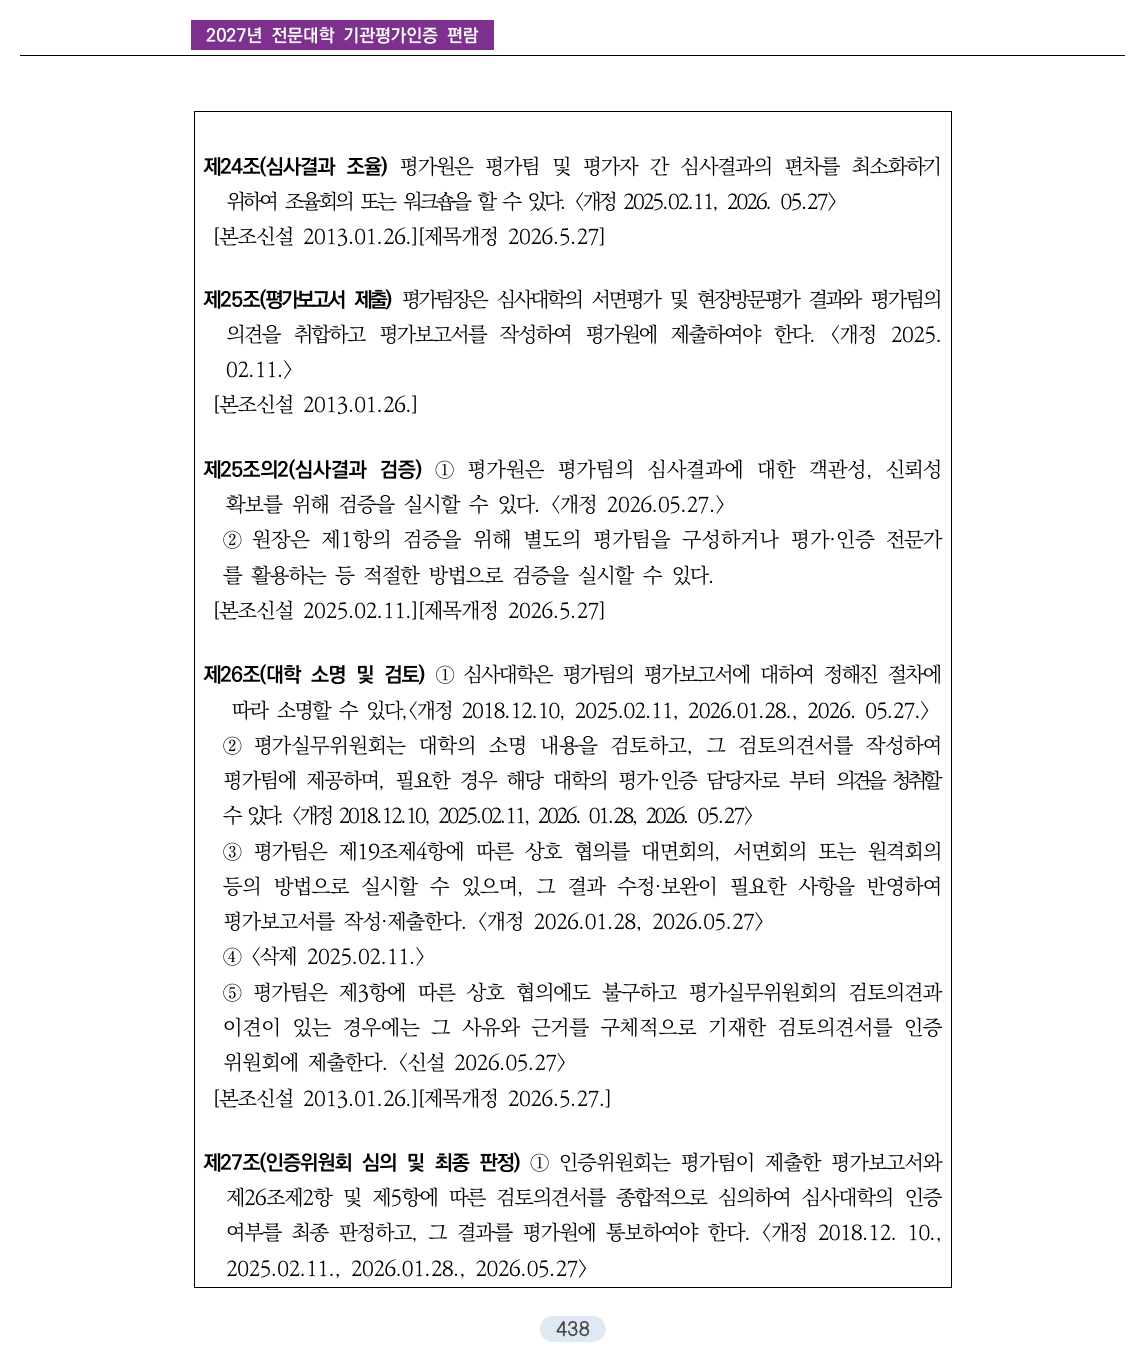 2027년 전문대학 기관평가인증 편람
제24조(심사결과 조율) 평가원은 평가팀 및 평가자 간 심사결과의 편차를 최소화하기
위하여 조율회의 또는 워크숍을 할 수 있다. 〈개정 2025.02.11, 2026. 05.27〉
[본조신설 2013.01.26.][제목개정 2026.5.27]
제25조(평가보고서 제출) 평가팀장은 심사대학의 서면평가 및 현장방문평가 결과와 평가팀의
의견을 취합하고 평가보고서를 작성하여 평가원에 제출하여야 한다. 〈개정 2025.
02.11.〉
[본조신설 2013.01.26.]
제25조의2(심사결과 검증) ① 평가원은 평가팀의 심사결과에 대한 객관성, 신뢰성
확보를 위해 검증을 실시할 수 있다. 〈개정 2026.05.27.〉
② 원장은 제1항의 검증을 위해 별도의 평가팀을 구성하거나 평가·인증 전문가
를 활용하는 등 적절한 방법으로 검증을 실시할 수 있다.
[본조신설 2025.02.11.][제목개정 2026.5.27]
제26조(대학 소명 및 검토) ① 심사대학은 평가팀의 평가보고서에 대하여 정해진 절차에
따라 소명할 수 있다,〈개정 2018.12.10, 2025.02.11, 2026.01.28., 2026. 05.27.〉
② 평가실무위원회는 대학의 소명 내용을 검토하고, 그 검토의견서를 작성하여
평가팀에 제공하며, 필요한 경우 해당 대학의 평가·인증 담당자로 부터 의견을 청취할
수 있다. 〈개정 2018.12.10, 2025.02.11, 2026. 01.28, 2026. 05.27〉
③ 평가팀은 제19조제4항에 따른 상호 협의를 대면회의, 서면회의 또는 원격회의
등의 방법으로 실시할 수 있으며, 그 결과 수정·보완이 필요한 사항을 반영하여
평가보고서를 작성·제출한다. 〈개정 2026.01.28, 2026.05.27〉
④ 〈삭제 2025.02.11.〉
⑤ 평가팀은 제3항에 따른 상호 협의에도 불구하고 평가실무위원회의 검토의견과
이견이 있는 경우에는 그 사유와 근거를 구체적으로 기재한 검토의견서를 인증
위원회에 제출한다. 〈신설 2026.05.27〉
[본조신설 2013.01.26.][제목개정 2026.5.27.]
제27조(인증위원회 심의 및 최종 판정) ① 인증위원회는 평가팀이 제출한 평가보고서와
제26조제2항 및 제5항에 따른 검토의견서를 종합적으로 심의하여 심사대학의 인증
여부를 최종 판정하고, 그 결과를 평가원에 통보하여야 한다. 〈개정 2018.12. 10.,
2025.02.11., 2026.01.28., 2026.05.27〉
438